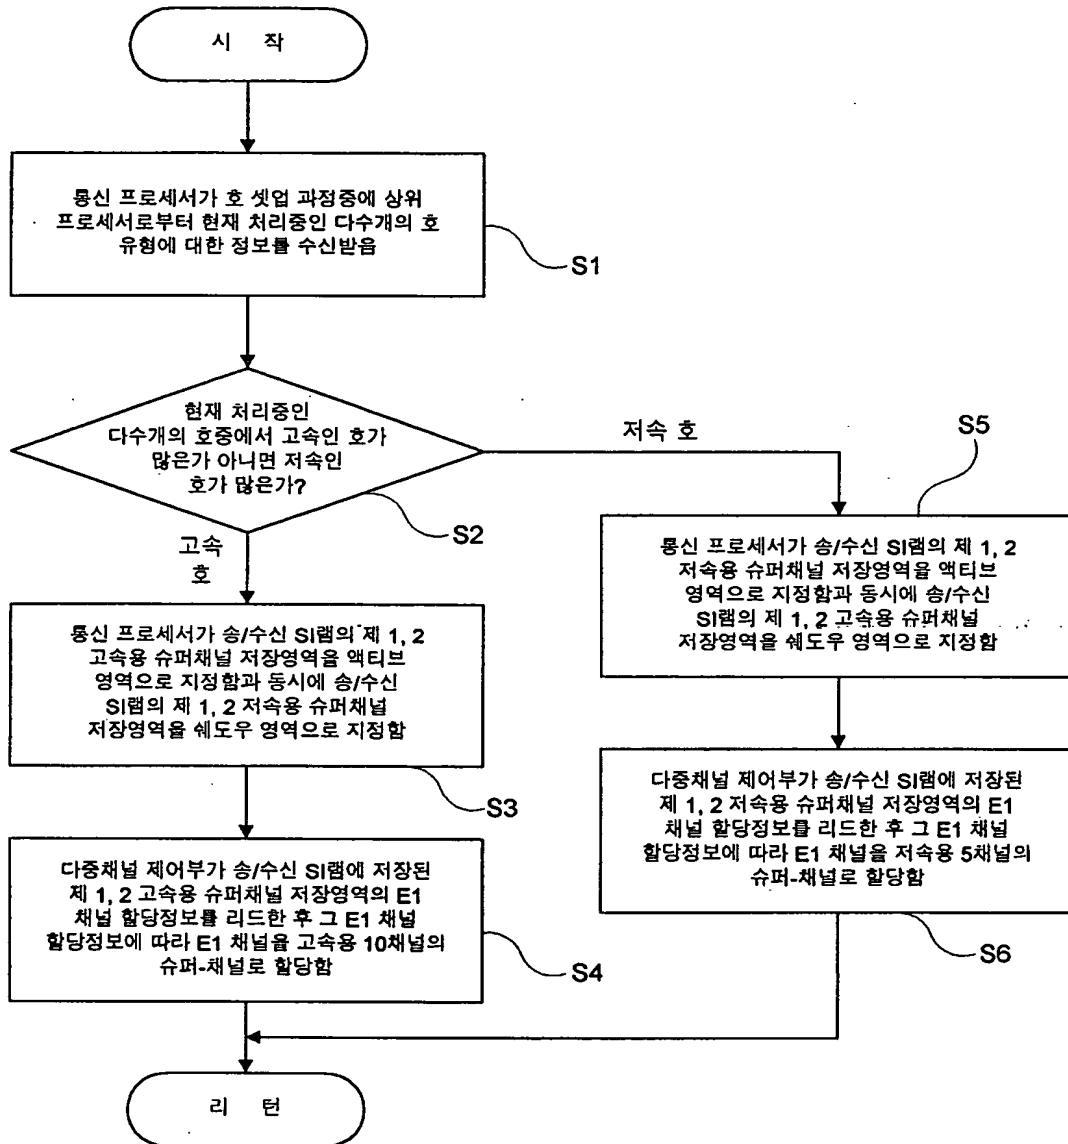 시 작
통신 프로세서가 호 셋업 과정중에 상위
프로세서로부터 현재 처리중인 다수개의 호
유형에 대한 정보를 수신받음
S1
현재 처리중인
다수개의 호중에서 고속인 호가
많은가 아니면 저속인
호가 많은가?
S2
고속
호
저속 호
통신 프로세서가 송/수신 SI램의 제 1, 2
고속용 슈퍼채널 저장영역을 액티브
영역으로 지정함과 동시에 송/수신
SI램의 제 1, 2 저속용 슈퍼채널
저장영역을 쉐도우 영역으로 지정함
S3
다중채널 제어부가 송/수신 SI램에 저장된
제 1, 2 고속용 슈퍼채널 저장영역의 E1
채널 할당정보를 리드한 후 그 E1 채널
할당정보에 따라 E1 채널을 고속용 10채널의
슈퍼-채널로 할당함
S4
S5
통신 프로세서가 송/수신 SI램의 제 1, 2
저속용 슈퍼채널 저장영역을 액티브
영역으로 지정함과 동시에 송/수신
SI램의 제 1, 2 고속용 슈퍼채널
저장영역을 쉐도우 영역으로 지정함
다중채널 제어부가 송/수신 SI램에 저장된
제 1, 2 저속용 슈퍼채널 저장영역의 E1
채널 할당정보를 리드한 후 그 E1 채널
할당정보에 따라 E1 채널을 저속용 5채널의
슈퍼-채널로 할당함
S6
리 턴